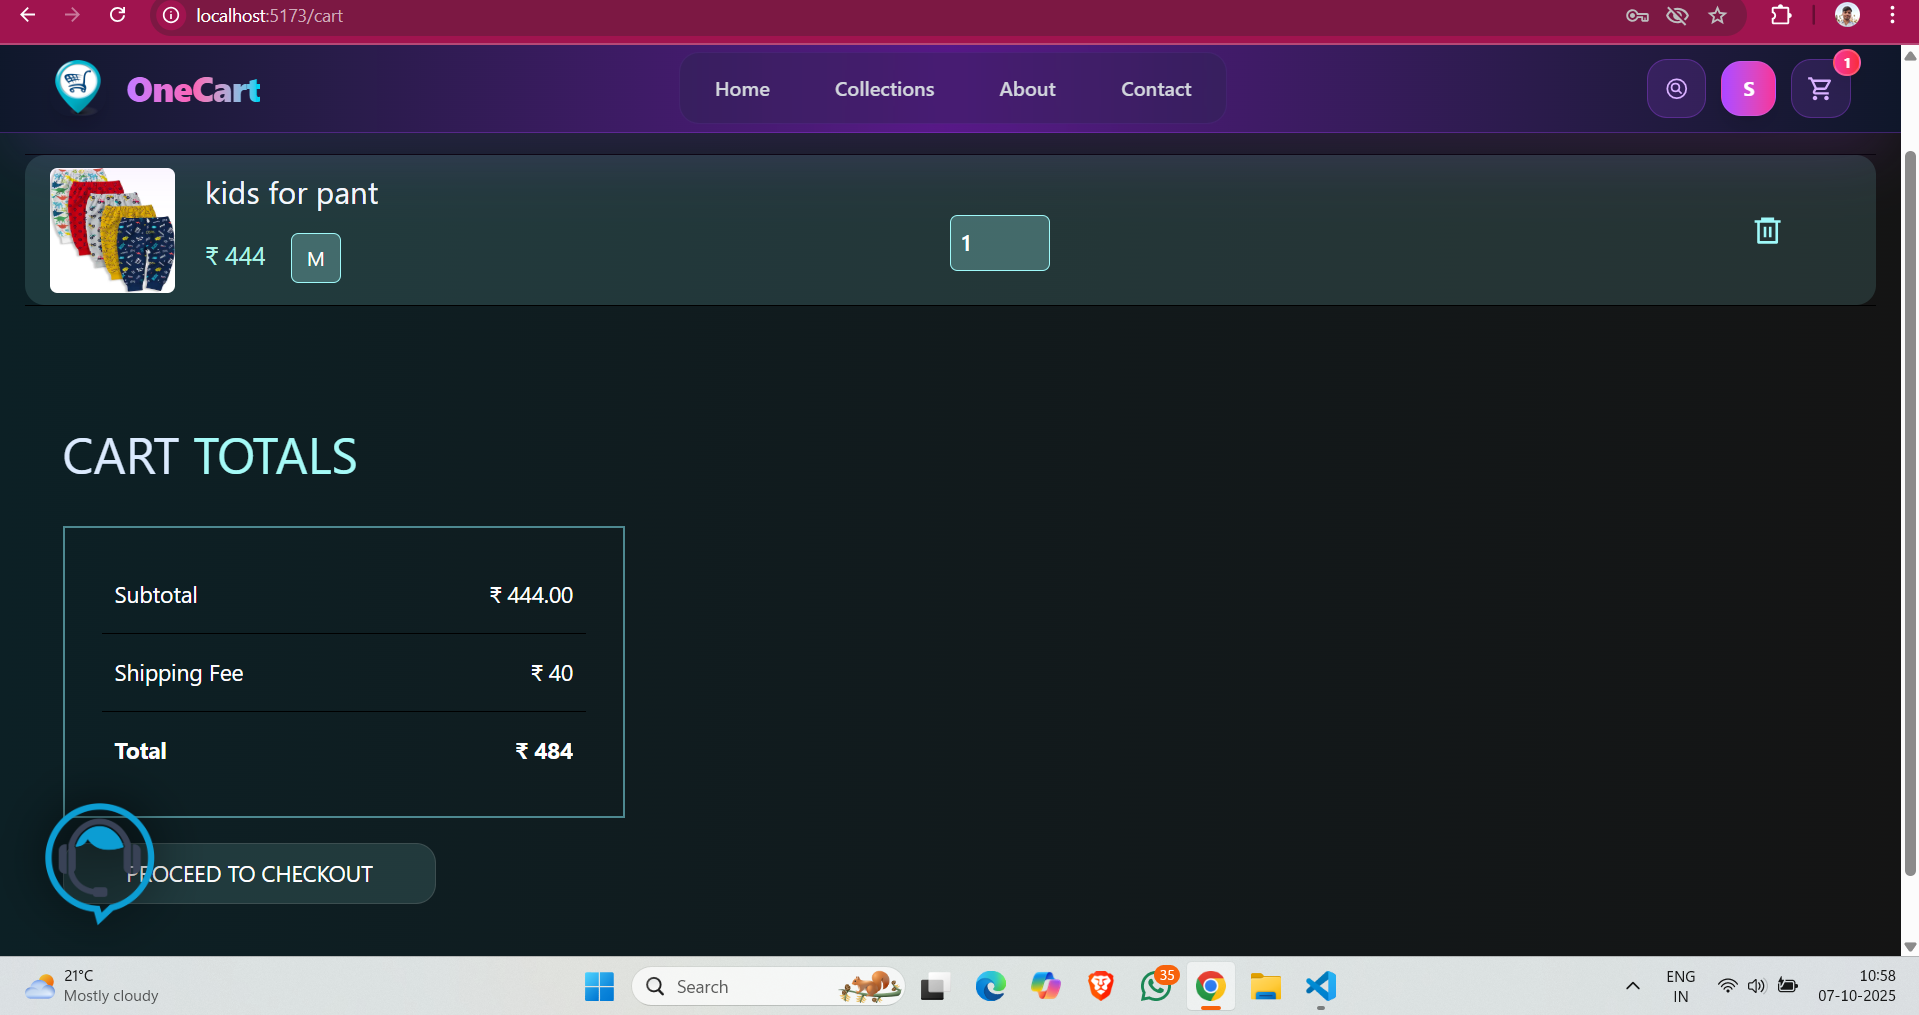 localhost:5173/cart
OneCart
Home Collections About Contact
S
1
kids for pant
₹ 444 M
1
CART TOTALS
Subtotal ₹ 444.00
Shipping Fee ₹ 40
Total ₹ 484
PROCEED TO CHECKOUT
21°C
Mostly cloudy
Search
35
ENG
IN
10:58
07-10-2025